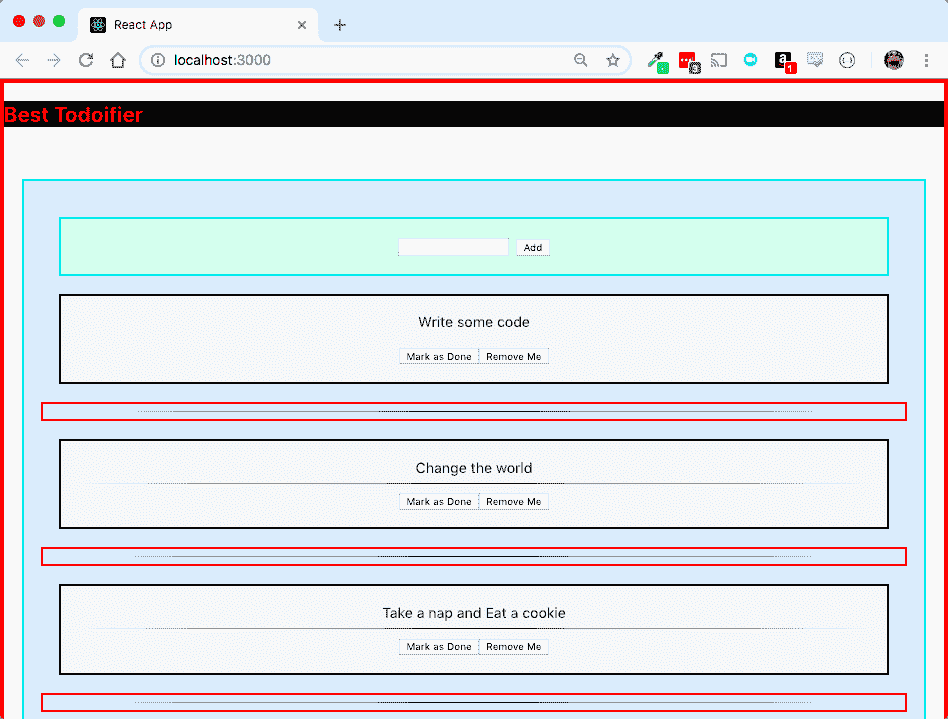 React App
localhost:3000
Best Todoifier
Add
Write some code
Mark as Done Remove Me
Change the world
Mark as Done Remove Me
Take a nap and Eat a cookie
Mark as Done Remove Me